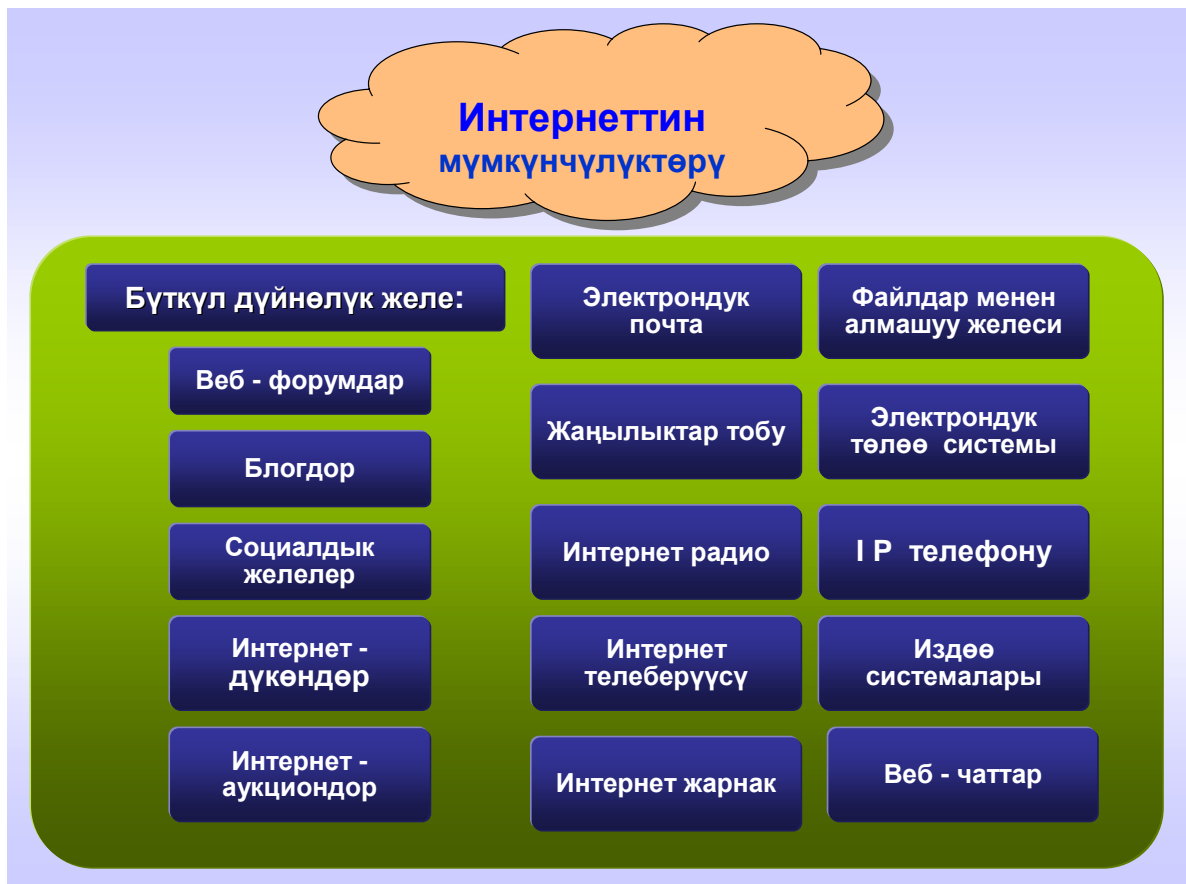 Интернеттин
мүмкүнчүлүктөрү
Бүткүл дүйнөлүк желе:
Веб - форумдар
Блогдор
Социалдык
желелер
Интернет -
дүкөндөр
Интернет -
аукциондор
Электрондук
почта
Жаңылыктар тобу
Интернет радио
Интернет
телеберүүсү
Интернет жарнак
Файлдар менен
алмашуу желеси
Электрондук
төлөө системы
I P телефону
Издөө
системалары
Веб - чаттар